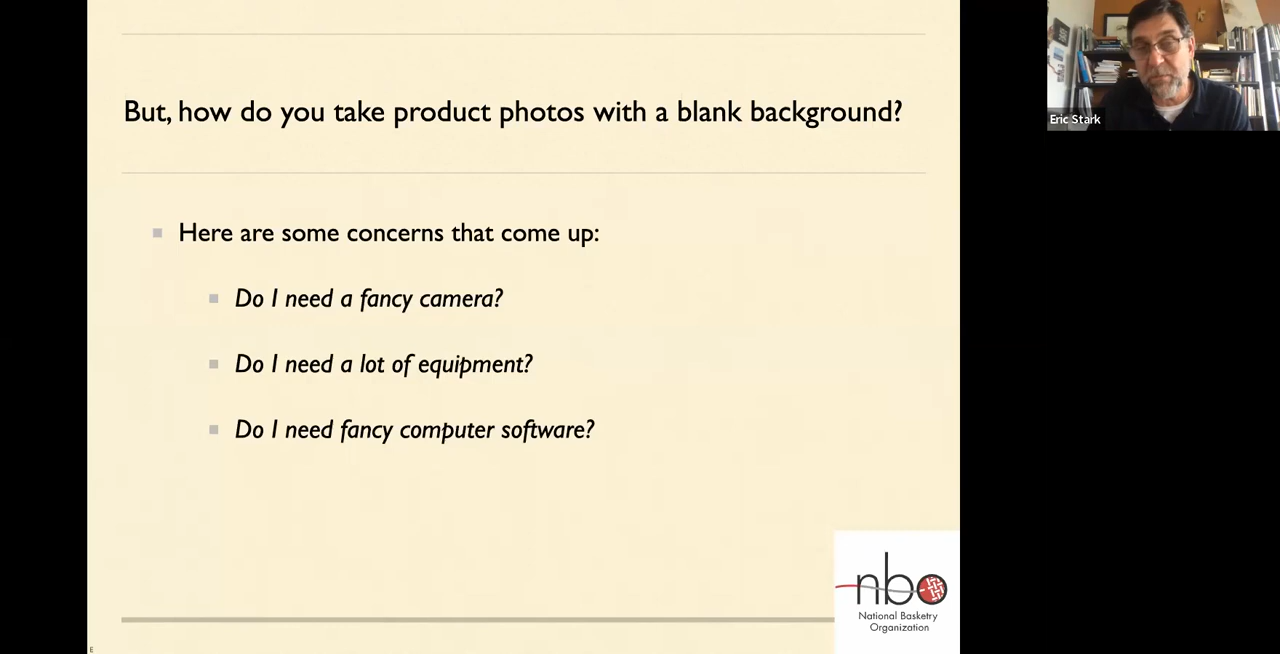 But, how do you take product photos with a blank background?
Here are some concerns that come up:
Do I need a fancy camera?
Do I need a lot of equipment?
Do I need fancy computer software?
nbo
National Basketry
Organization
E
Eric Stark